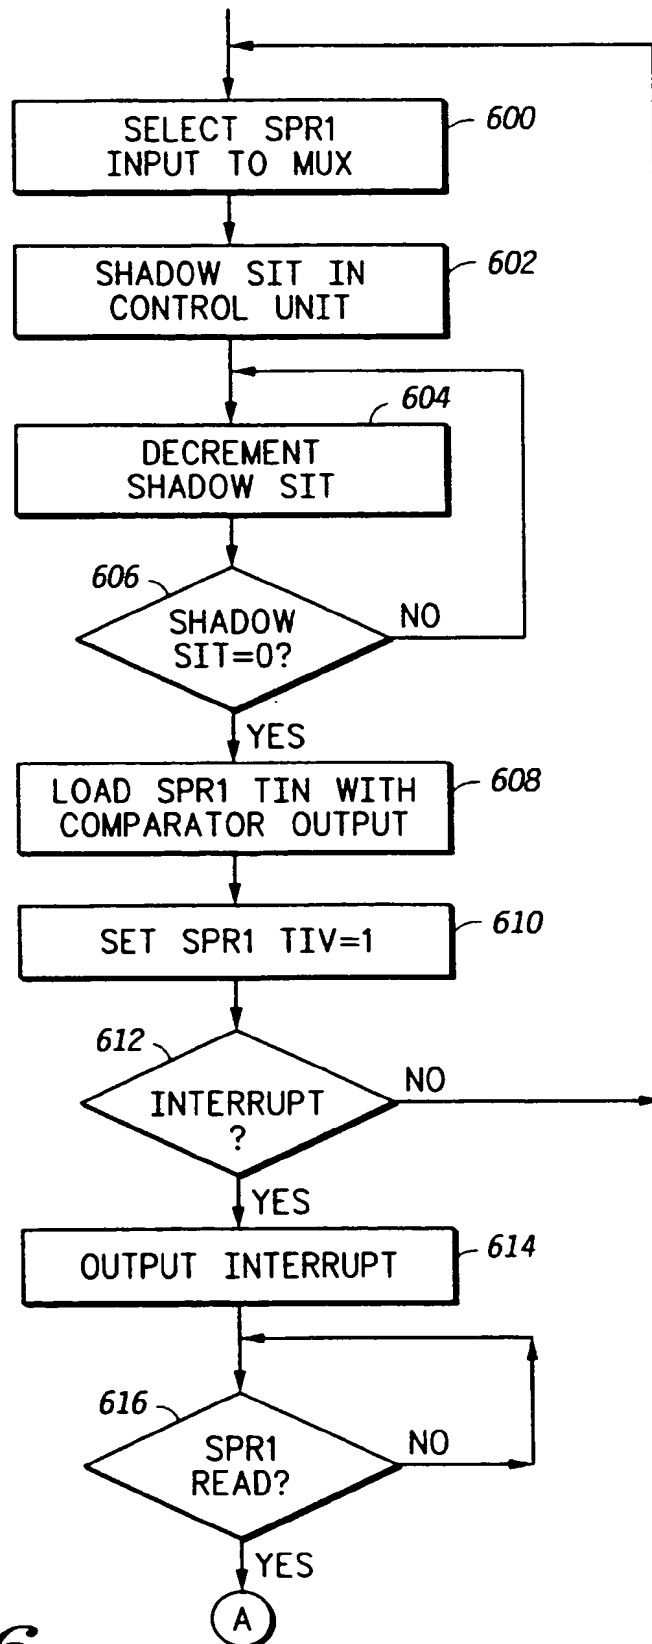 SELECT SPR1
INPUT TO MUX
600
SHADOW SIT IN
CONTROL UNIT
602
604
DECREMENT
SHADOW SIT
606
SHADOW
SIT=0?
NO
YES
LOAD SPR1 TIN WITH
COMPARATOR OUTPUT
608
SET SPR1 TIV=1
610
612
INTERRUPT
?
NO
YES
OUTPUT INTERRUPT
614
616
SPR1
READ?
NO
YES
A